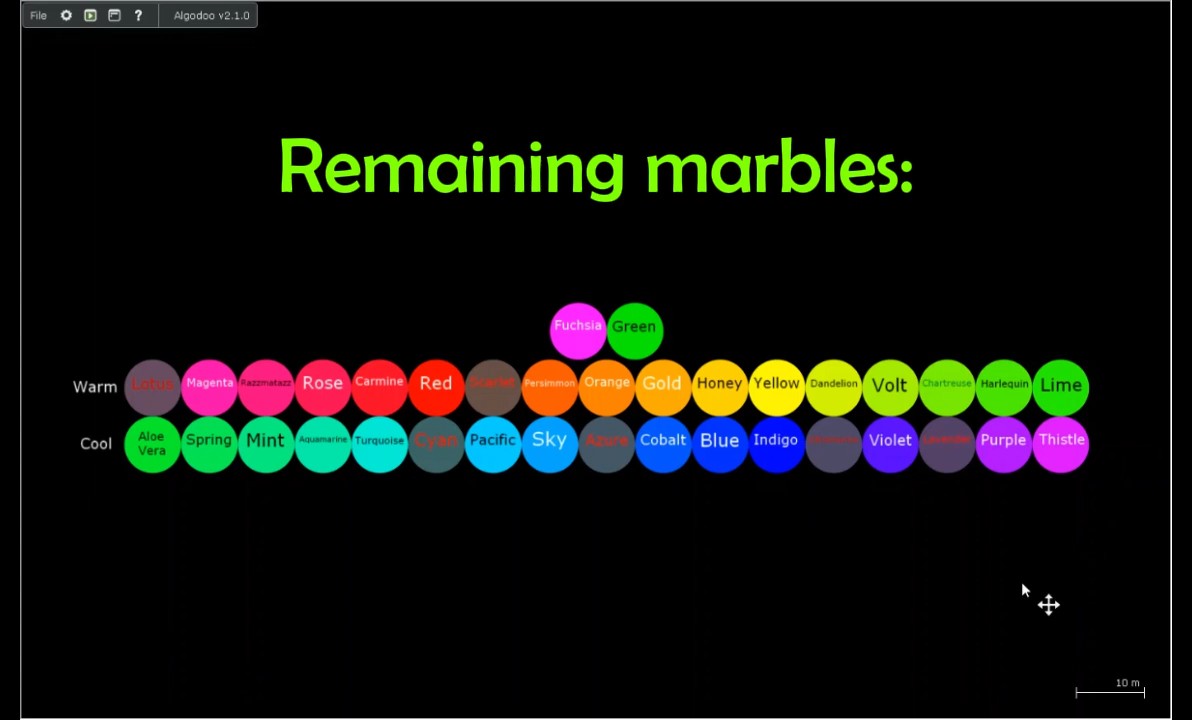 File ? Algodoo v2.1.0
Remaining marbles:
Fuchsia Green
Warm Lotus Magenta Razzmatazz Rose Carmine Red Scarlet Persimmon Orange Gold Honey Yellow Dandelion Volt Chartreuse Harlequin Lime
Cool Aloe Vera Spring Mint Aquamarine Turquoise Cyan Pacific Sky Azure Cobalt Blue Indigo Violet Lavender Purple Thistle
10 m